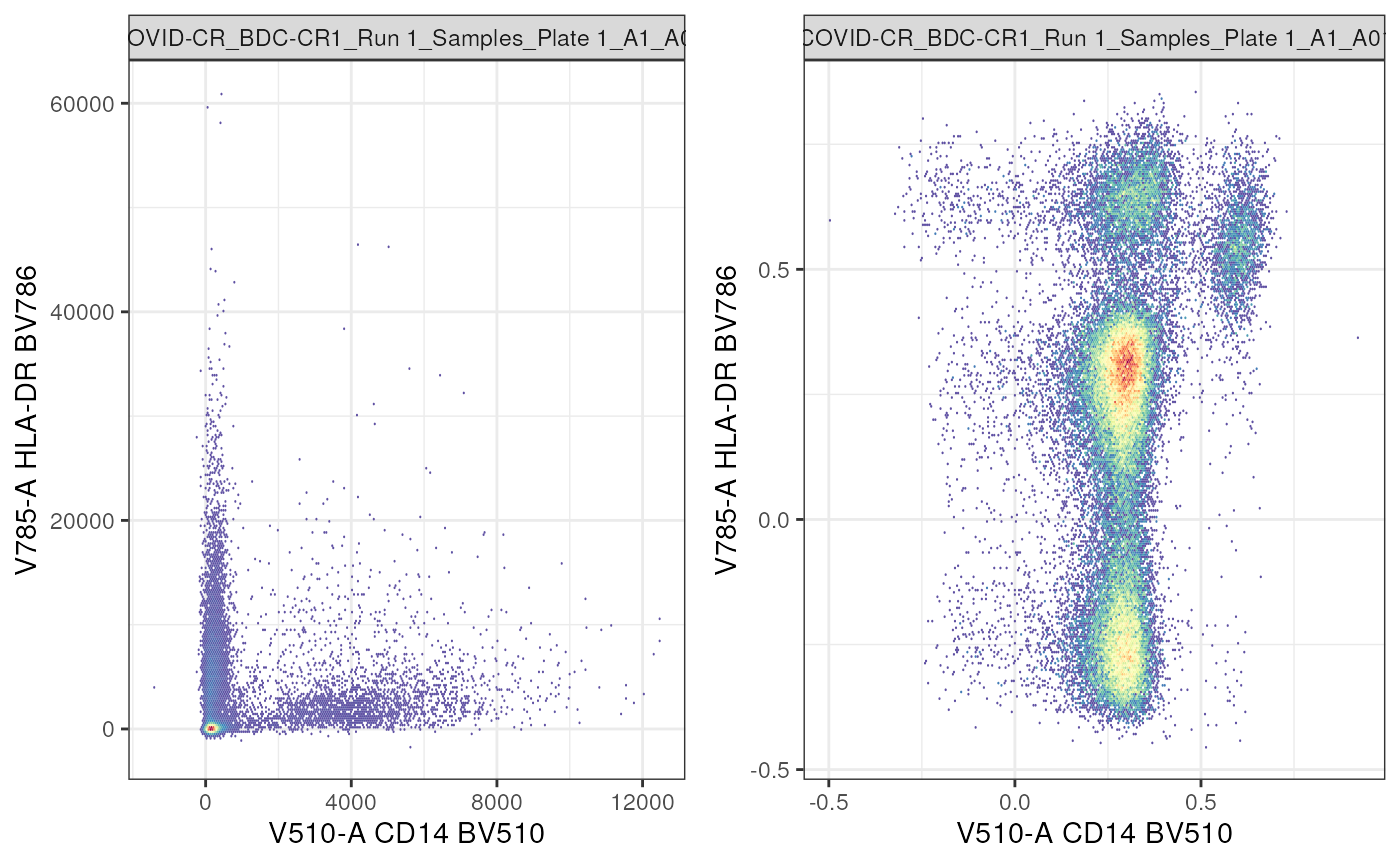 OVID-CR_BDC-CR1_Run 1_Samples_Plate 1_A1_A0
60000
40000
20000
0
V785-A HLA-DR BV786
0
4000
8000
12000
V510-A CD14 BV510
COVID-CR_BDC-CR1_Run 1_Samples_Plate 1_A1_A0
0.5
0.0
-0.5
V785-A HLA-DR BV786
-0.5
0.0
0.5
V510-A CD14 BV510